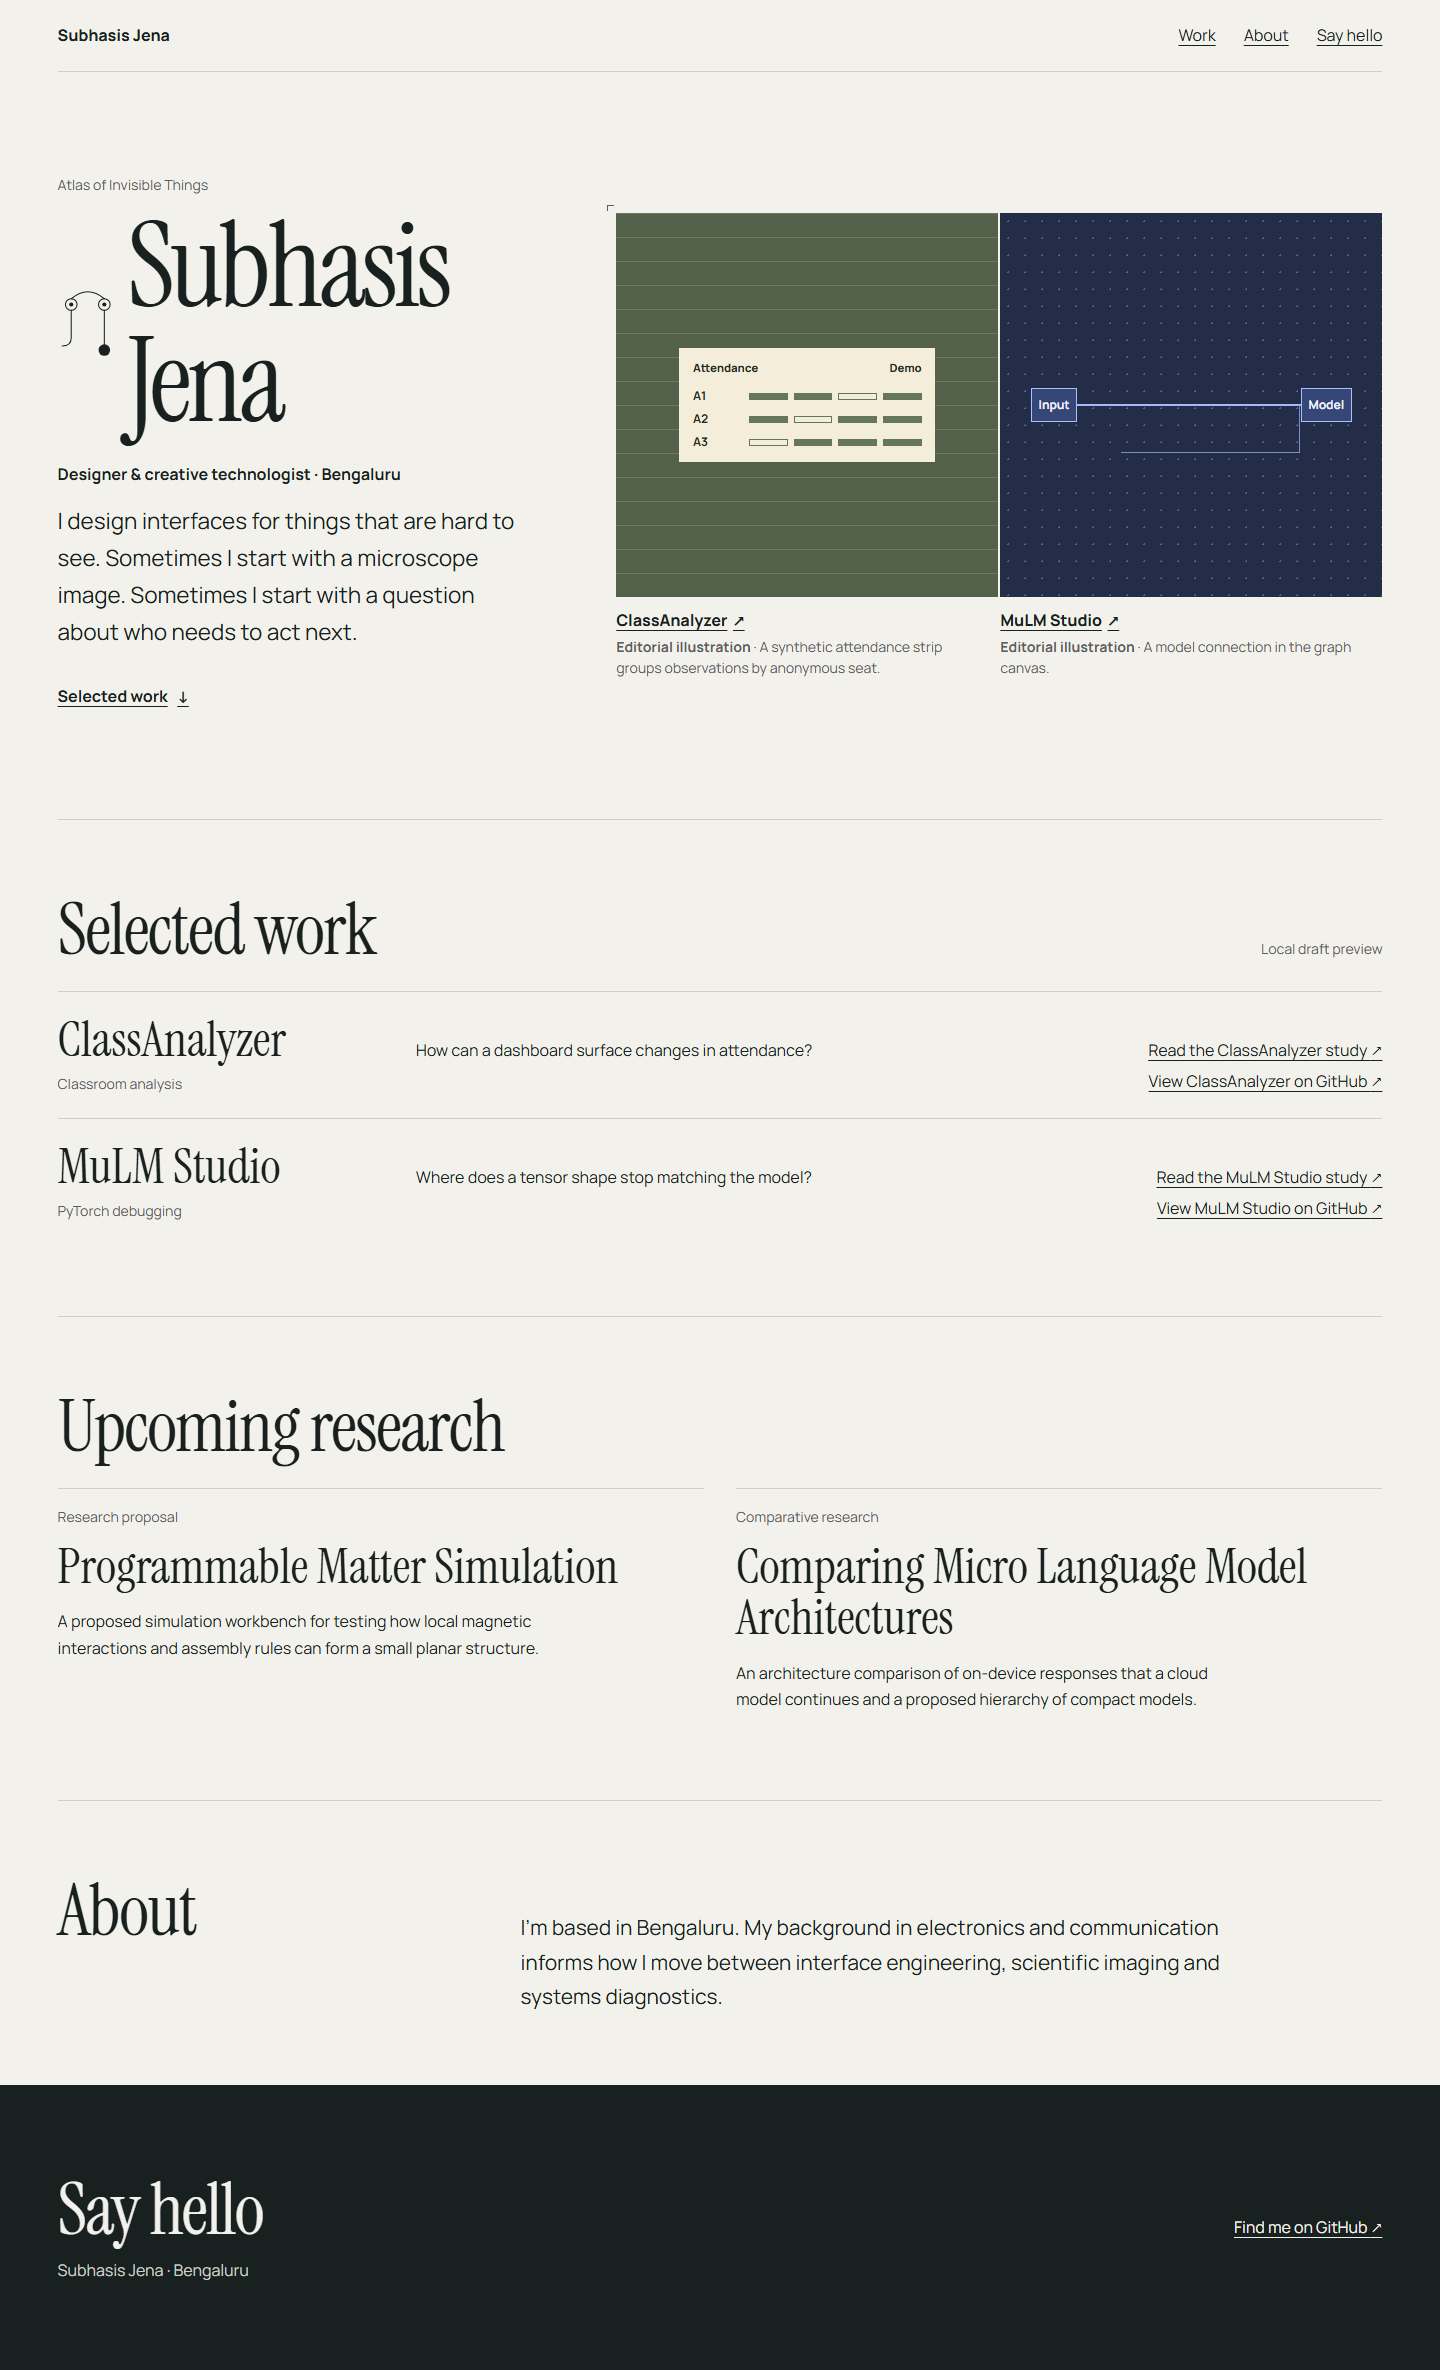 Subhasis Jena
Work About Say hello
Atlas of Invisible Things
Subhasis
Jena
Designer & creative technologist · Bengaluru
I design interfaces for things that are hard to
see. Sometimes I start with a microscope
image. Sometimes I start with a question
about who needs to act next.
Selected work ↓
Attendance Demo
A1
A2
A3
Input Model
ClassAnalyzer ↗
Editorial illustration · A synthetic attendance strip
groups observations by anonymous seat.
MuLM Studio ↗
Editorial illustration · A model connection in the graph
canvas.
Selected work
Local draft preview
ClassAnalyzer
Classroom analysis
How can a dashboard surface changes in attendance?
Read the ClassAnalyzer study ↗
View ClassAnalyzer on GitHub ↗
MuLM Studio
PyTorch debugging
Where does a tensor shape stop matching the model?
Read the MuLM Studio study ↗
View MuLM Studio on GitHub ↗
Upcoming research
Research proposal
Programmable Matter Simulation
A proposed simulation workbench for testing how local magnetic
interactions and assembly rules can form a small planar structure.
Comparative research
Comparing Micro Language Model
Architectures
An architecture comparison of on-device responses that a cloud
model continues and a proposed hierarchy of compact models.
About
I'm based in Bengaluru. My background in electronics and communication
informs how I move between interface engineering, scientific imaging and
systems diagnostics.
Say hello
Subhasis Jena · Bengaluru
Find me on GitHub ↗